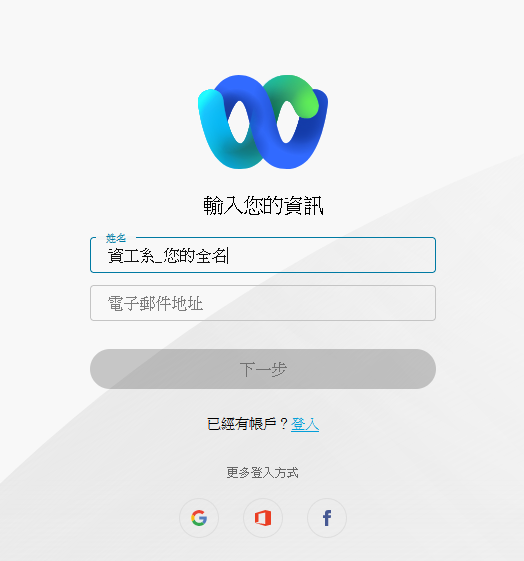 輸入您的資訊
姓名
資工系_您的全名
電子郵件地址
下一步
已經有帳戶？登入
更多登入方式